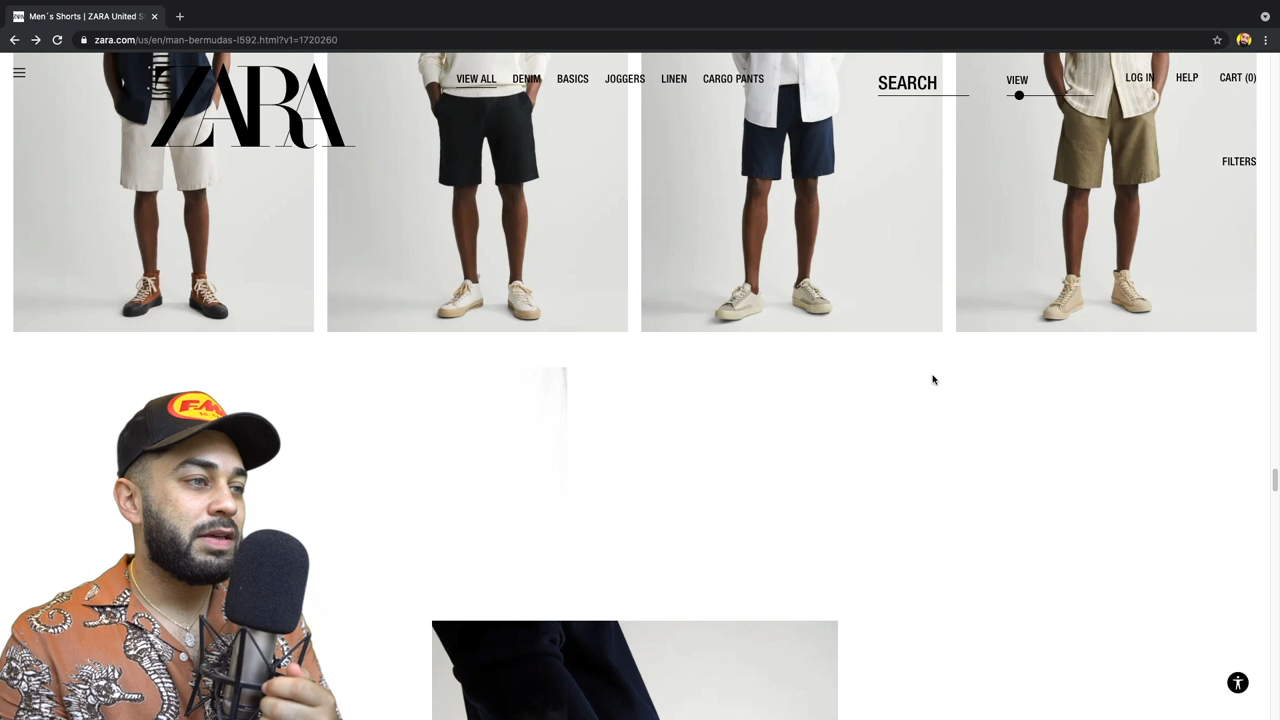 Men´s Shorts | ZARA United S
zara.com/us/en/man-bermudas-l592.html?v1=1720260
ZARA
VIEW ALL DENIM BASICS JOGGERS LINEN CARGO PANTS
SEARCH
VIEW
LOG IN HELP CART (0)
FILTERS